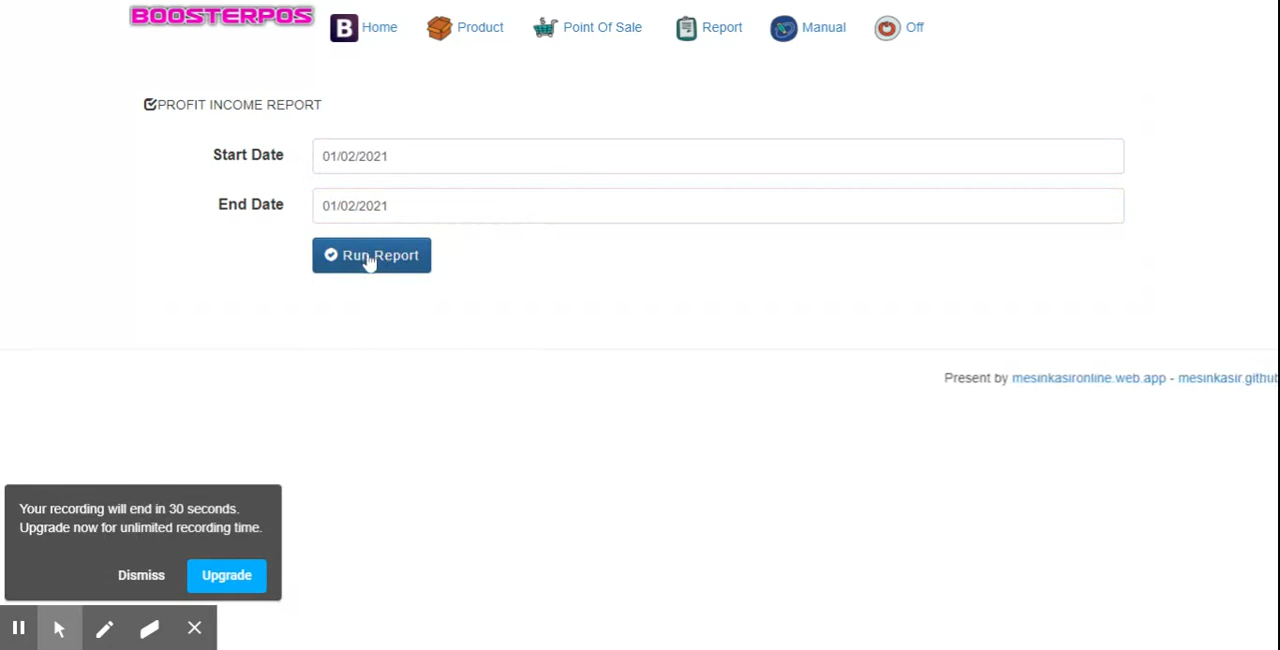 BOOSTERPOS
Home Product Point Of Sale Report Manual Off
PROFIT INCOME REPORT
Start Date 01/02/2021
End Date 01/02/2021
Run Report
Present by mesinkasironline.web.app - mesinkasir.github
Your recording will end in 30 seconds.
Upgrade now for unlimited recording time.
Dismiss Upgrade